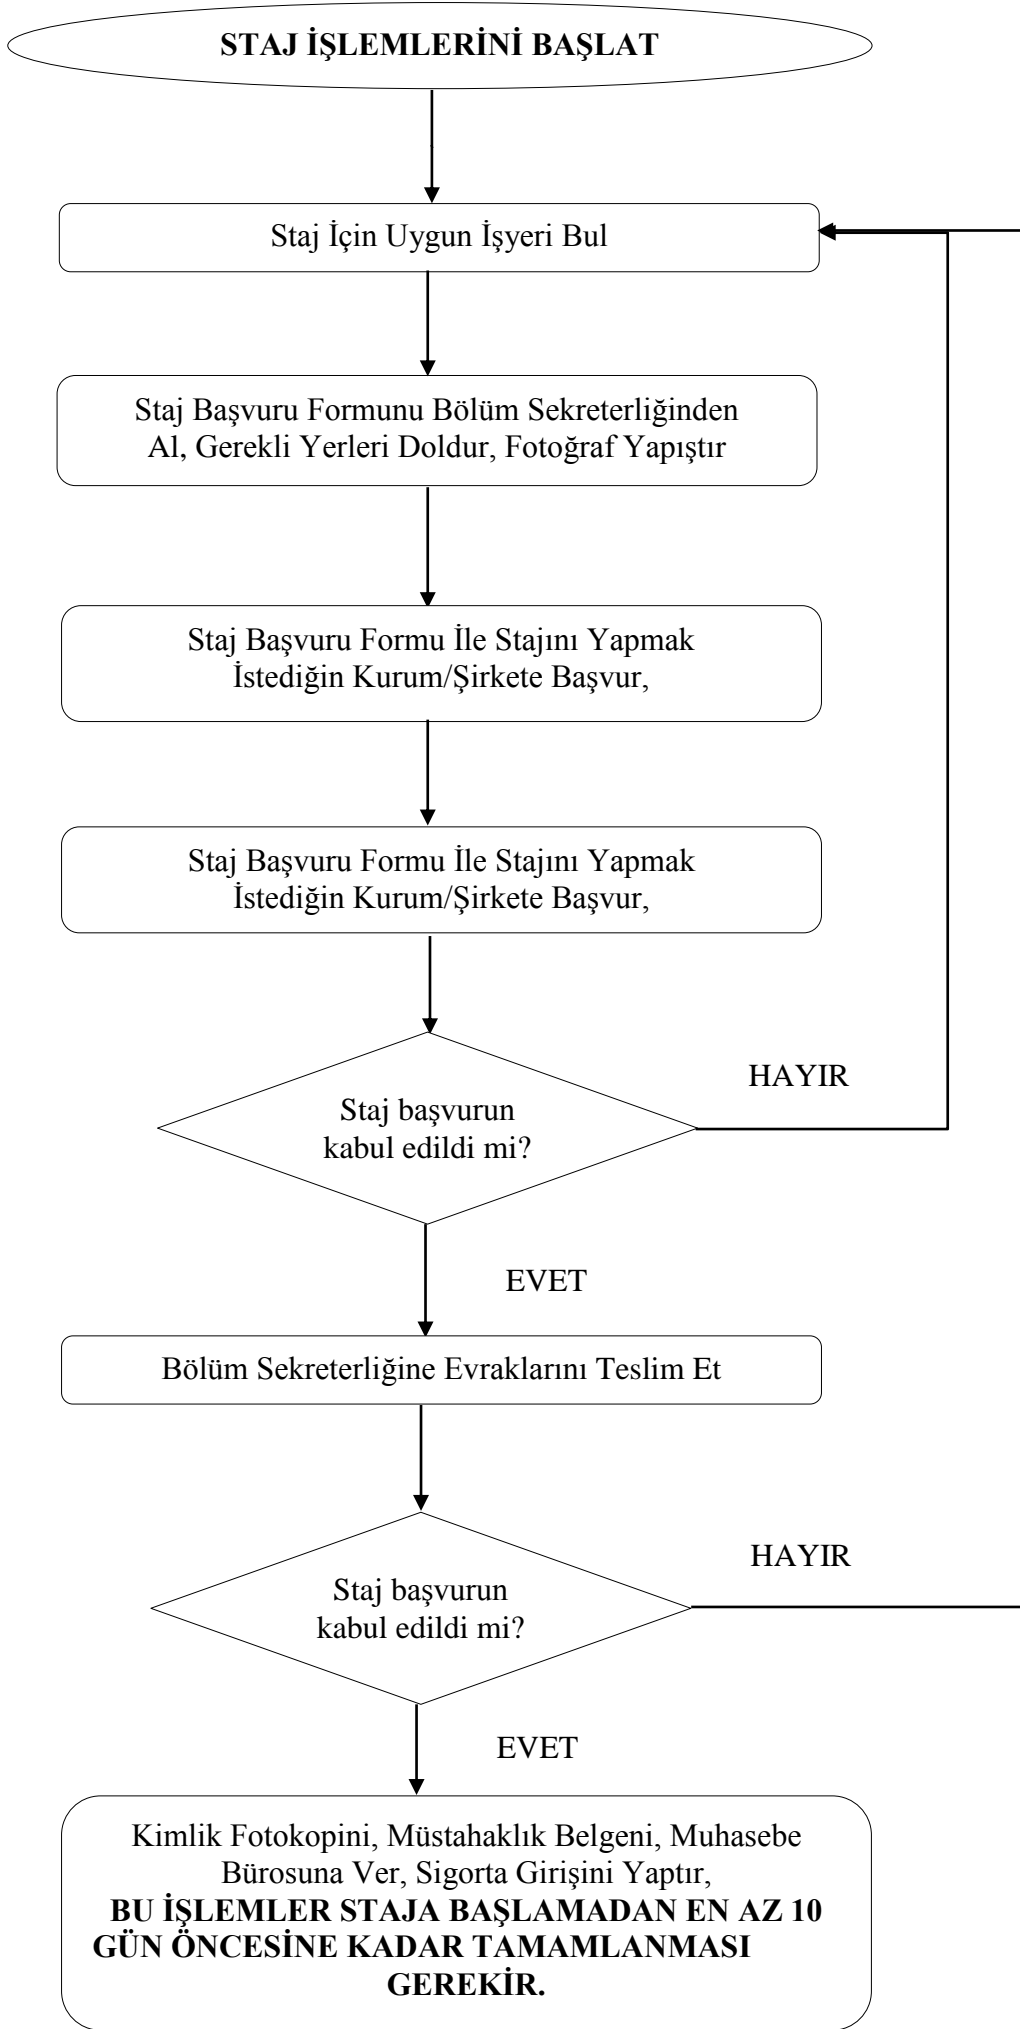 STAJ İŞLEMLERİNİ BAŞLAT
Staj İçin Uygun İşyeri Bul
Staj Başvuru Formunu Bölüm Sekreterliğinden
Al, Gerekli Yerleri Doldur, Fotoğraf Yapıştır
Staj Başvuru Formu İle Stajını Yapmak
İstediğin Kurum/Şirkete Başvur,
Staj Başvuru Formu İle Stajını Yapmak
İstediğin Kurum/Şirkete Başvur,
HAYIR
Staj başvurun
kabul edildi mi?
EVET
Bölüm Sekreterliğine Evraklarını Teslim Et
HAYIR
Staj başvurun
kabul edildi mi?
EVET
Kimlik Fotokopini, Müstahaklık Belgeni, Muhasebe
Bürosuna Ver, Sigorta Girişini Yaptır,
BU İŞLEMLER STAJA BAŞLAMADAN EN AZ 10
GÜN ÖNCESİNE KADAR TAMAMLANMASI
GEREKİR.